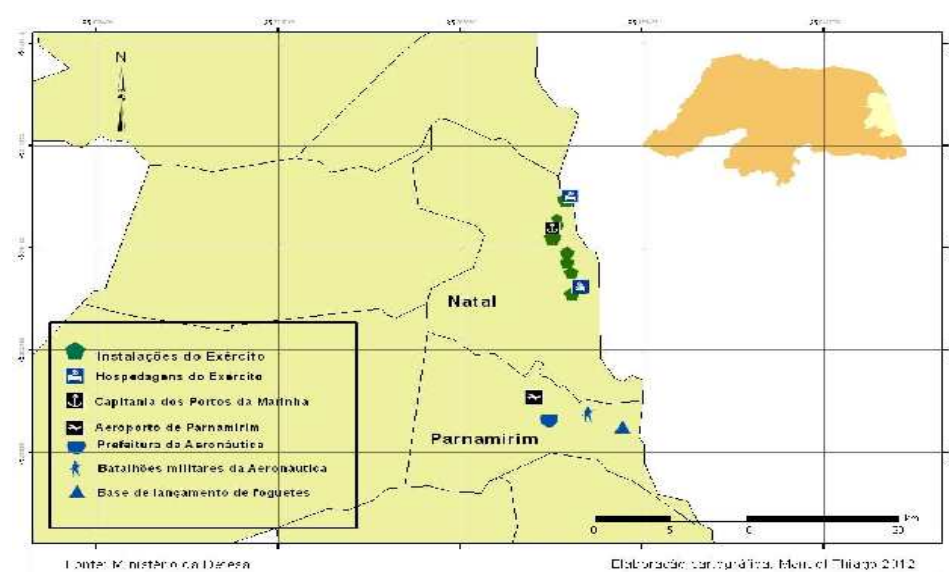 N
Natal
Parnamirim
Instalações do Exército
Hospedagens do Exército
Capitania dos Portos da Marinha
Aeroporto de Parnamirim
Prefeitura da Aeronáutica
Batalhões militares da Aeronáutica
Base de lançamento de foguetes
0 5 km
Fonte: Ministério da Defesa
Elaboração cartográfica: Manoel Thiago 2012